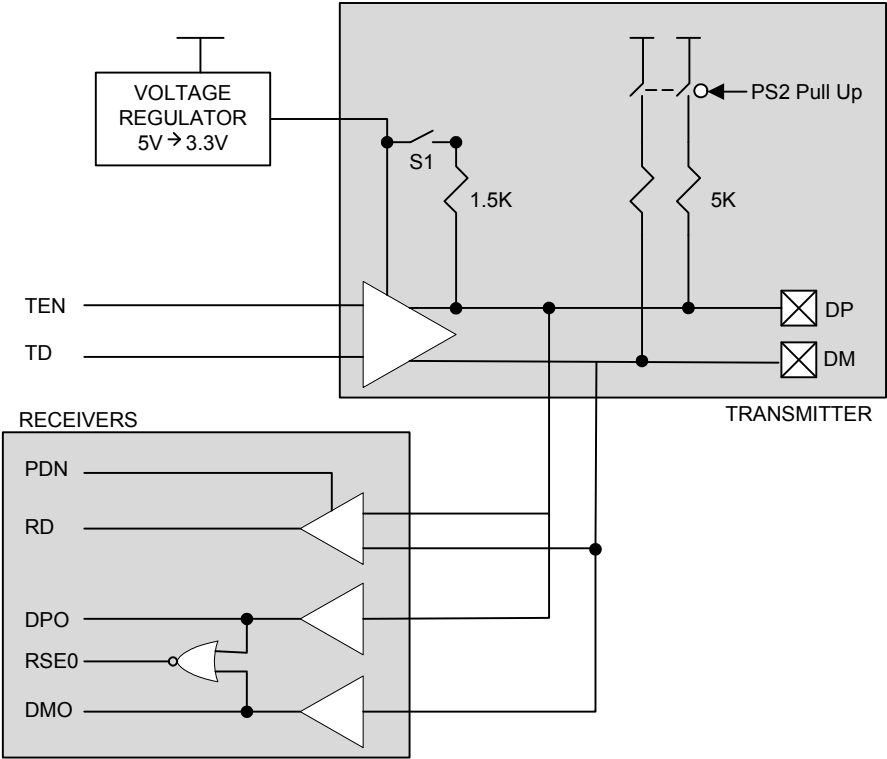 VOLTAGE
REGULATOR
5V → 3.3V
S1
1.5K
PS2 Pull Up
5K
TEN
TD
DP
DM
TRANSMITTER
RECEIVERS
PDN
RD
DPO
RSE0
DMO